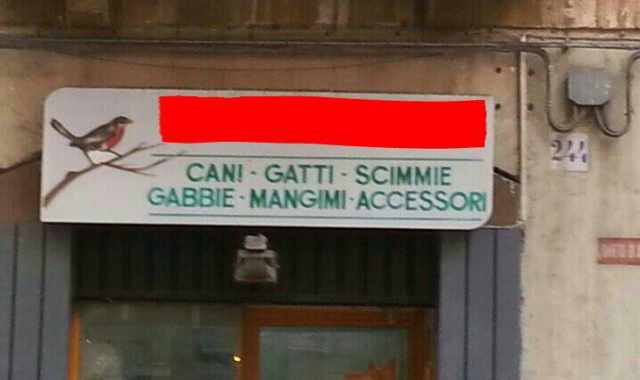 CANI - GATTI - SCIMMIE
GABBIE - MANGIMI - ACCESSORI
244